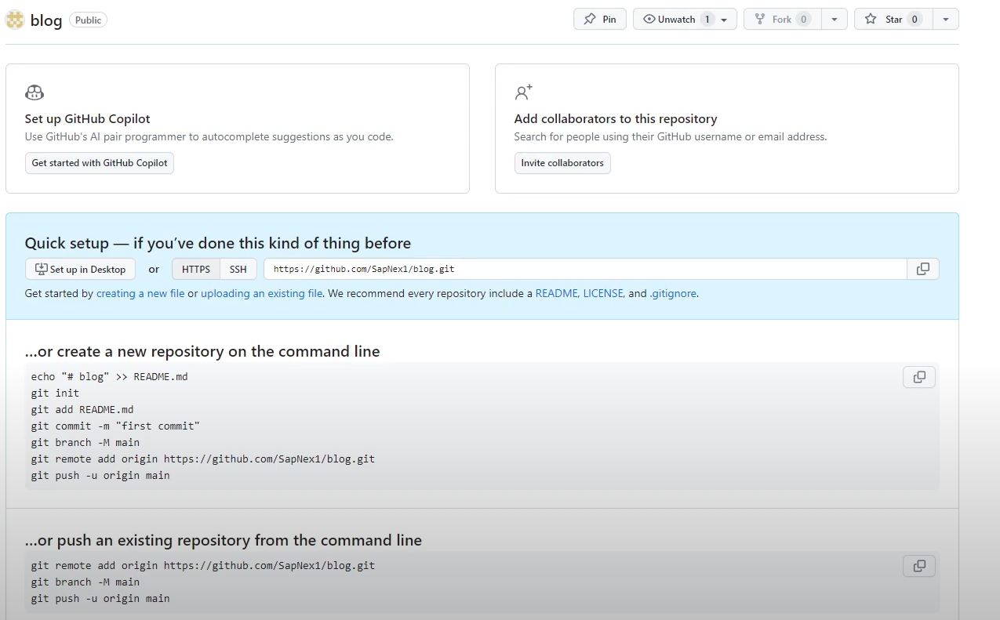 blog Public
Pin Unwatch 1 Fork 0 Star 0
Set up GitHub Copilot
Use GitHub's AI pair programmer to autocomplete suggestions as you code.
Get started with GitHub Copilot
Add collaborators to this repository
Search for people using their GitHub username or email address.
Invite collaborators
Quick setup — if you’ve done this kind of thing before
Set up in Desktop or HTTPS SSH https://github.com/SapNex1/blog.git
Get started by creating a new file or uploading an existing file. We recommend every repository include a README, LICENSE, and .gitignore.
…or create a new repository on the command line
echo "# blog" >> README.md
git init
git add README.md
git commit -m "first commit"
git branch -M main
git remote add origin https://github.com/SapNex1/blog.git
git push -u origin main
…or push an existing repository from the command line
git remote add origin https://github.com/SapNex1/blog.git
git branch -M main
git push -u origin main